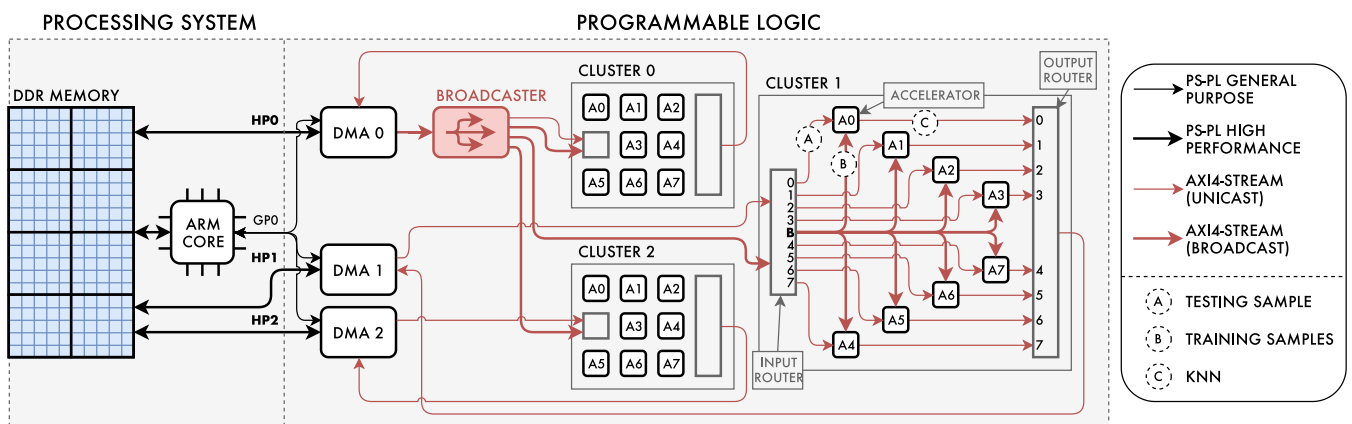 PROCESSING SYSTEM
PROGRAMMABLE LOGIC
DDR MEMORY
HP0
ARM
CORE
GP0
HP1
HP2
DMA 0
DMA 1
DMA 2
BROADCASTER
CLUSTER 0
A0 A1 A2
A3 A4
A5 A6 A7
CLUSTER 2
A0 A1 A2
A3 A4
A5 A6 A7
CLUSTER 1
ACCELERATOR
OUTPUT
ROUTER
INPUT
ROUTER
0
1
2
3
B
4
5
6
7
A
B
C
A0
A1
A2
A3
A7
A6
A5
A4
0
1
2
3
4
5
6
7
PS-PL GENERAL
PURPOSE
PS-PL HIGH
PERFORMANCE
AXI4-STREAM
(UNICAST)
AXI4-STREAM
(BROADCAST)
A TESTING SAMPLE
B TRAINING SAMPLES
C KNN